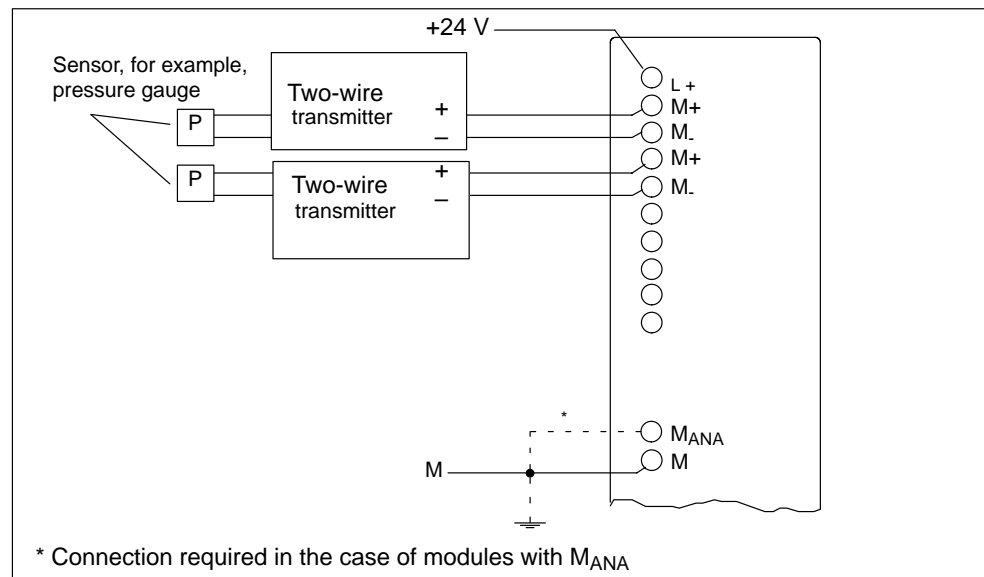 +24 V
Sensor, for example,
pressure gauge
P
Two-wire
transmitter
+
–
P
Two-wire
transmitter
+
–
L +
M+
M-
M+
M-
*
MANA
M
M
* Connection required in the case of modules with MANA